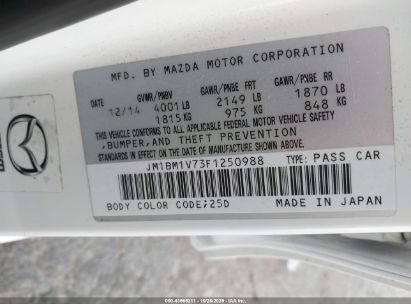 MFD. BY MAZDA MOTOR CORPORATION
DATE GVWR/PNBV GAWR/PNBE FRT GAWR/PXBE RR
12/14 4001 LB 2149 LB 1870 LB
1815 KG 975 KG 848 KG
THIS VEHICLE CONFORMS TO ALL APPLICABLE FEDERAL MOTOR VEHICLE SAFETY
,BUMPER,AND THEFT PREVENTION
STANDARDS IN EFFECT ON THE DATE OF MANUFACTURE SHOWN ABOVE.
JM1BM1V73F1250988 TYPE: PASS CAR
BODY COLOR CODE;25D MADE IN JAPAN